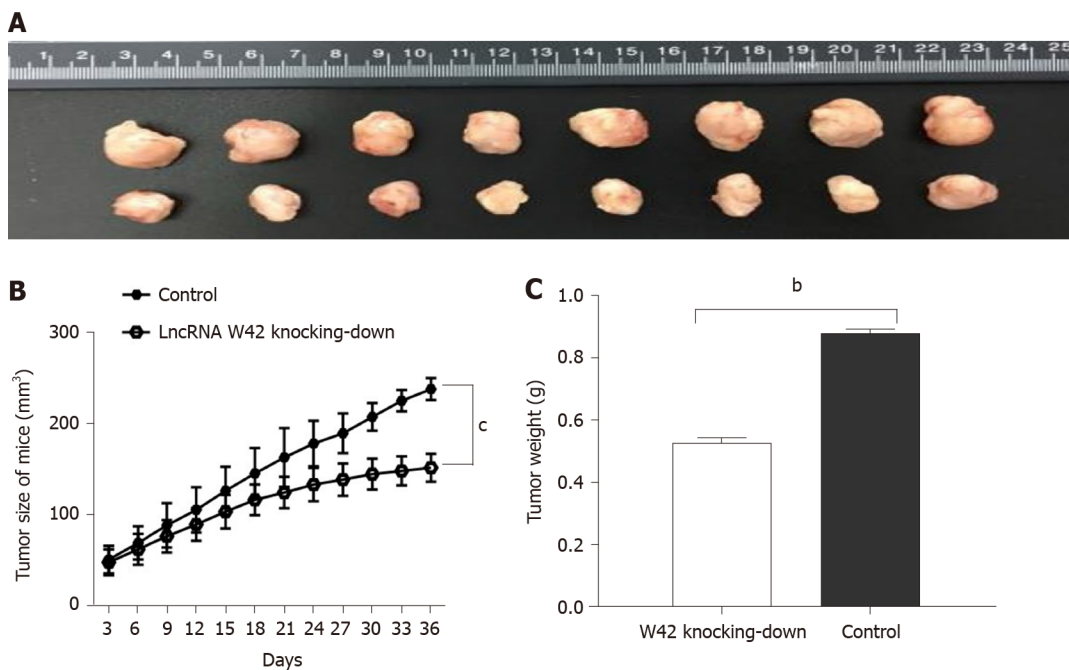 A
1 2 3 4 5 6 7 8 9 10 11 12 13 14 15 16 17 18 19 20 21 22 23 24 25
B
Control
LncRNA W42 knocking-down
Tumor size of mice (mm³)
300
200
100
0
c
3 6 9 12 15 18 21 24 27 30 33 36
Days
C
b
Tumor weight (g)
1.0
0.8
0.6
0.4
0.2
0.0
W42 knocking-down Control